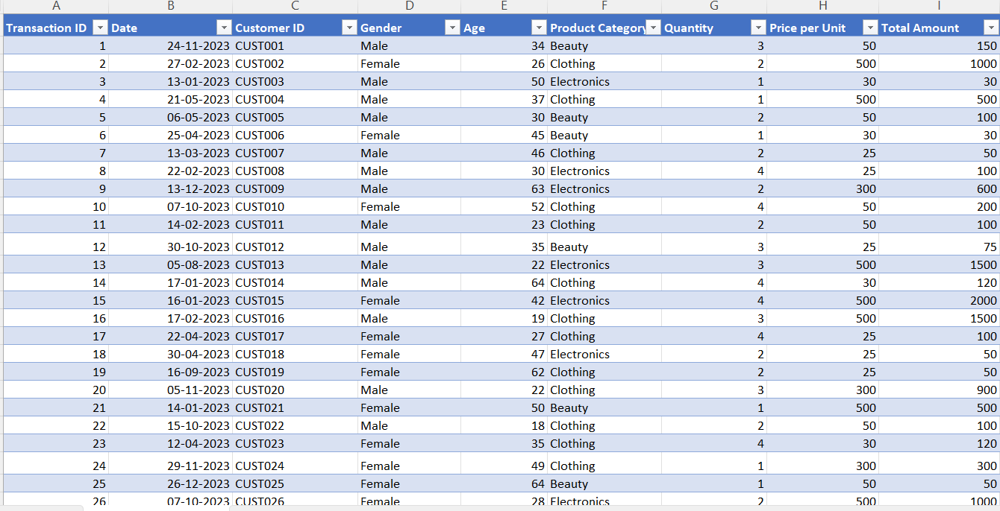 A B C D E F G H I
Transaction ID Date Customer ID Gender Age Product Category Quantity Price per Unit Total Amount
1 24-11-2023 CUST001 Male 34 Beauty 3 50 150
2 27-02-2023 CUST002 Female 26 Clothing 2 500 1000
3 13-01-2023 CUST003 Male 50 Electronics 1 30 30
4 21-05-2023 CUST004 Male 37 Clothing 1 500 500
5 06-05-2023 CUST005 Male 30 Beauty 2 50 100
6 25-04-2023 CUST006 Female 45 Beauty 1 30 30
7 13-03-2023 CUST007 Male 46 Clothing 2 25 50
8 22-02-2023 CUST008 Male 30 Electronics 4 25 100
9 13-12-2023 CUST009 Male 63 Electronics 2 300 600
10 07-10-2023 CUST010 Female 52 Clothing 4 50 200
11 14-02-2023 CUST011 Male 23 Clothing 2 50 100
12 30-10-2023 CUST012 Male 35 Beauty 3 25 75
13 05-08-2023 CUST013 Male 22 Electronics 3 500 1500
14 17-01-2023 CUST014 Male 64 Clothing 4 30 120
15 16-01-2023 CUST015 Female 42 Electronics 4 500 2000
16 17-02-2023 CUST016 Male 19 Clothing 3 500 1500
17 22-04-2023 CUST017 Female 27 Clothing 4 25 100
18 30-04-2023 CUST018 Female 47 Electronics 2 25 50
19 16-09-2023 CUST019 Female 62 Clothing 2 25 50
20 05-11-2023 CUST020 Male 22 Clothing 3 300 900
21 14-01-2023 CUST021 Female 50 Beauty 1 500 500
22 15-10-2023 CUST022 Male 18 Clothing 2 50 100
23 12-04-2023 CUST023 Female 35 Clothing 4 30 120
24 29-11-2023 CUST024 Female 49 Clothing 1 300 300
25 26-12-2023 CUST025 Female 64 Beauty 1 50 50
26 07-10-2023 CUST026 Female 28 Electronics 2 500 1000